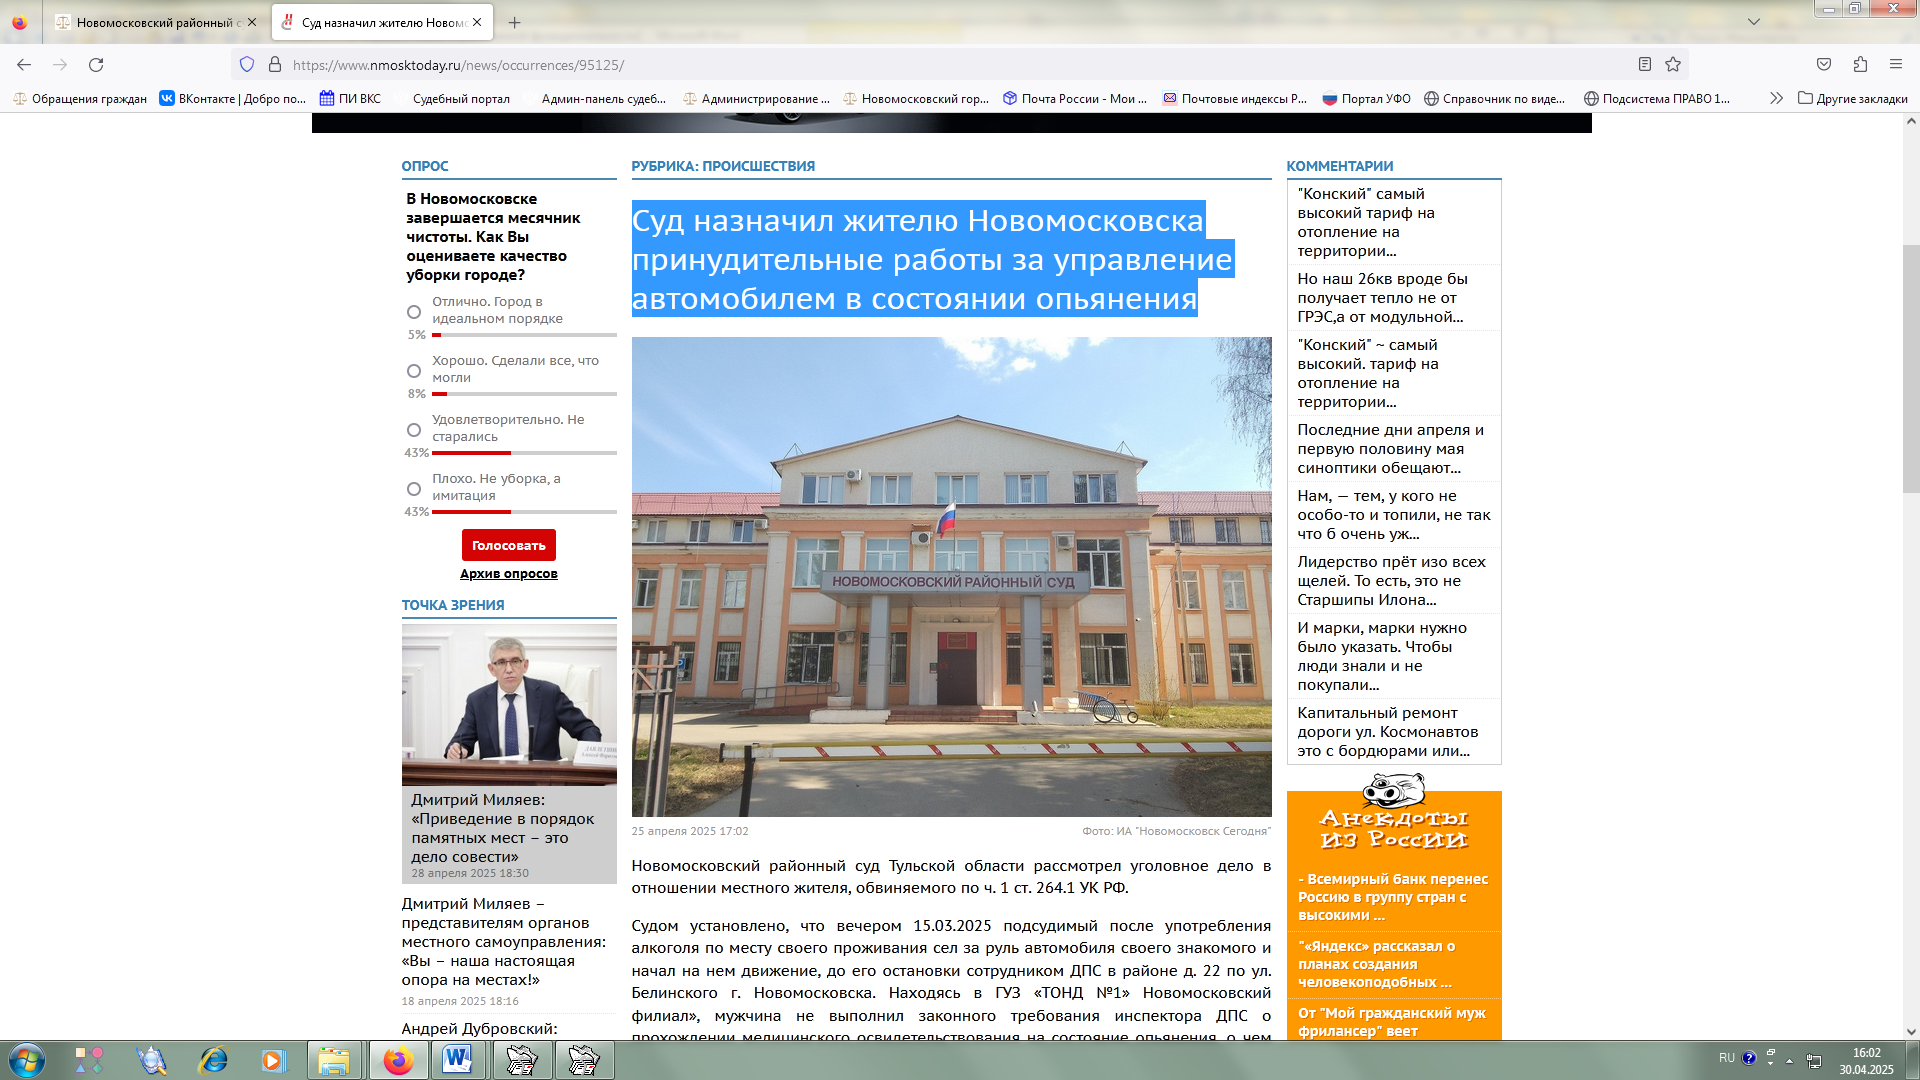 Новомосковский районный с
Суд назначил жителю Новомо
https://www.nmosktoday.ru/news/occurrences/95125/
Обращения граждан
ВКонтакте | Добро по...
ПИ ВКС
Судебный портал
Админ-панель судеб...
Администрирование ...
Новомосковский гор...
Почта России - Мои ...
Почтовые индексы Р...
Портал УФО
Справочник по виде...
Подсистема ПРАВО 1...
Другие закладки
ОПРОС
В Новомосковске
завершается месячник
чистоты. Как Вы
оцениваете качество
уборки городе?
Отлично. Город в
идеальном порядке
5%
Хорошо. Сделали все, что
могли
8%
Удовлетворительно. Не
старались
43%
Плохо. Не уборка, а
имитация
43%
Голосовать
Архив опросов
ТОЧКА ЗРЕНИЯ
Дмитрий Миляев:
«Приведение в порядок
памятных мест – это
дело совести»
28 апреля 2025 18:30
Дмитрий Миляев –
представителям органов
местного самоуправления:
«Вы – наша настоящая
опора на местах!»
18 апреля 2025 18:16
Андрей Дубровский:
РУБРИКА: ПРОИСШЕСТВИЯ
Суд назначил жителю Новомосковска
принудительные работы за управление
автомобилем в состоянии опьянения
НОВОМОСКОВСКИЙ РАЙОННЫЙ СУД
25 апреля 2025 17:02
Фото: ИА "Новомосковск Сегодня"
Новомосковский районный суд Тульской области рассмотрел уголовное дело в
отношении местного жителя, обвиняемого по ч. 1 ст. 264.1 УК РФ.
Судом установлено, что вечером 15.03.2025 подсудимый после употребления
алкоголя по месту своего проживания сел за руль автомобиля своего знакомого и
начал на нем движение, до его остановки сотрудником ДПС в районе д. 22 по ул.
Белинского г. Новомосковска. Находясь в ГУЗ «ТОНД №1» Новомосковский
филиал», мужчина не выполнил законного требования инспектора ДПС о
прохождении медицинского освидетельствования на состояние опьянения, о чем
КОММЕНТАРИИ
"Конский" самый
высокий тариф на
отопление на
территории...
Но наш 26кв вроде бы
получает тепло не от
ГРЭС,а от модульной...
"Конский" ~ самый
высокий. тариф на
отопление на
территории...
Последние дни апреля и
первую половину мая
синоптики обещают...
Нам, — тем, у кого не
особо-то и топили, не так
что б очень уж...
Лидерство прёт изо всех
щелей. То есть, это не
Старшипы Илона...
И марки, марки нужно
было указать. Чтобы
люди знали и не
покупали...
Капитальный ремонт
дороги ул. Космонавтов
это с бордюрами или...
Анекдоты
из России
- Всемирный банк перенес
Россию в группу стран с
высокими ...
"«Яндекс» рассказал о
планах создания
человекоподобных ...
От "Мой гражданский муж
фрилансер" веет
RU
16:02
30.04.2025